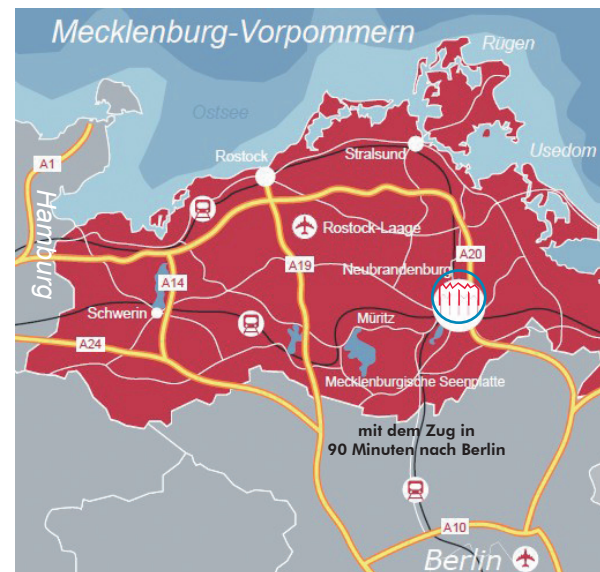 Mecklenburg-Vorpommern
Rügen
Ostsee
Usedom
Stralsund
Rostock
A1
Hamburg
Rostock-Laage
A20
A19
Neubrandenburg
A14
Schwerin
Müritz
A24
Mecklenburgische Seenplatte
mit dem Zug in
90 Minuten nach Berlin
A10
Berlin